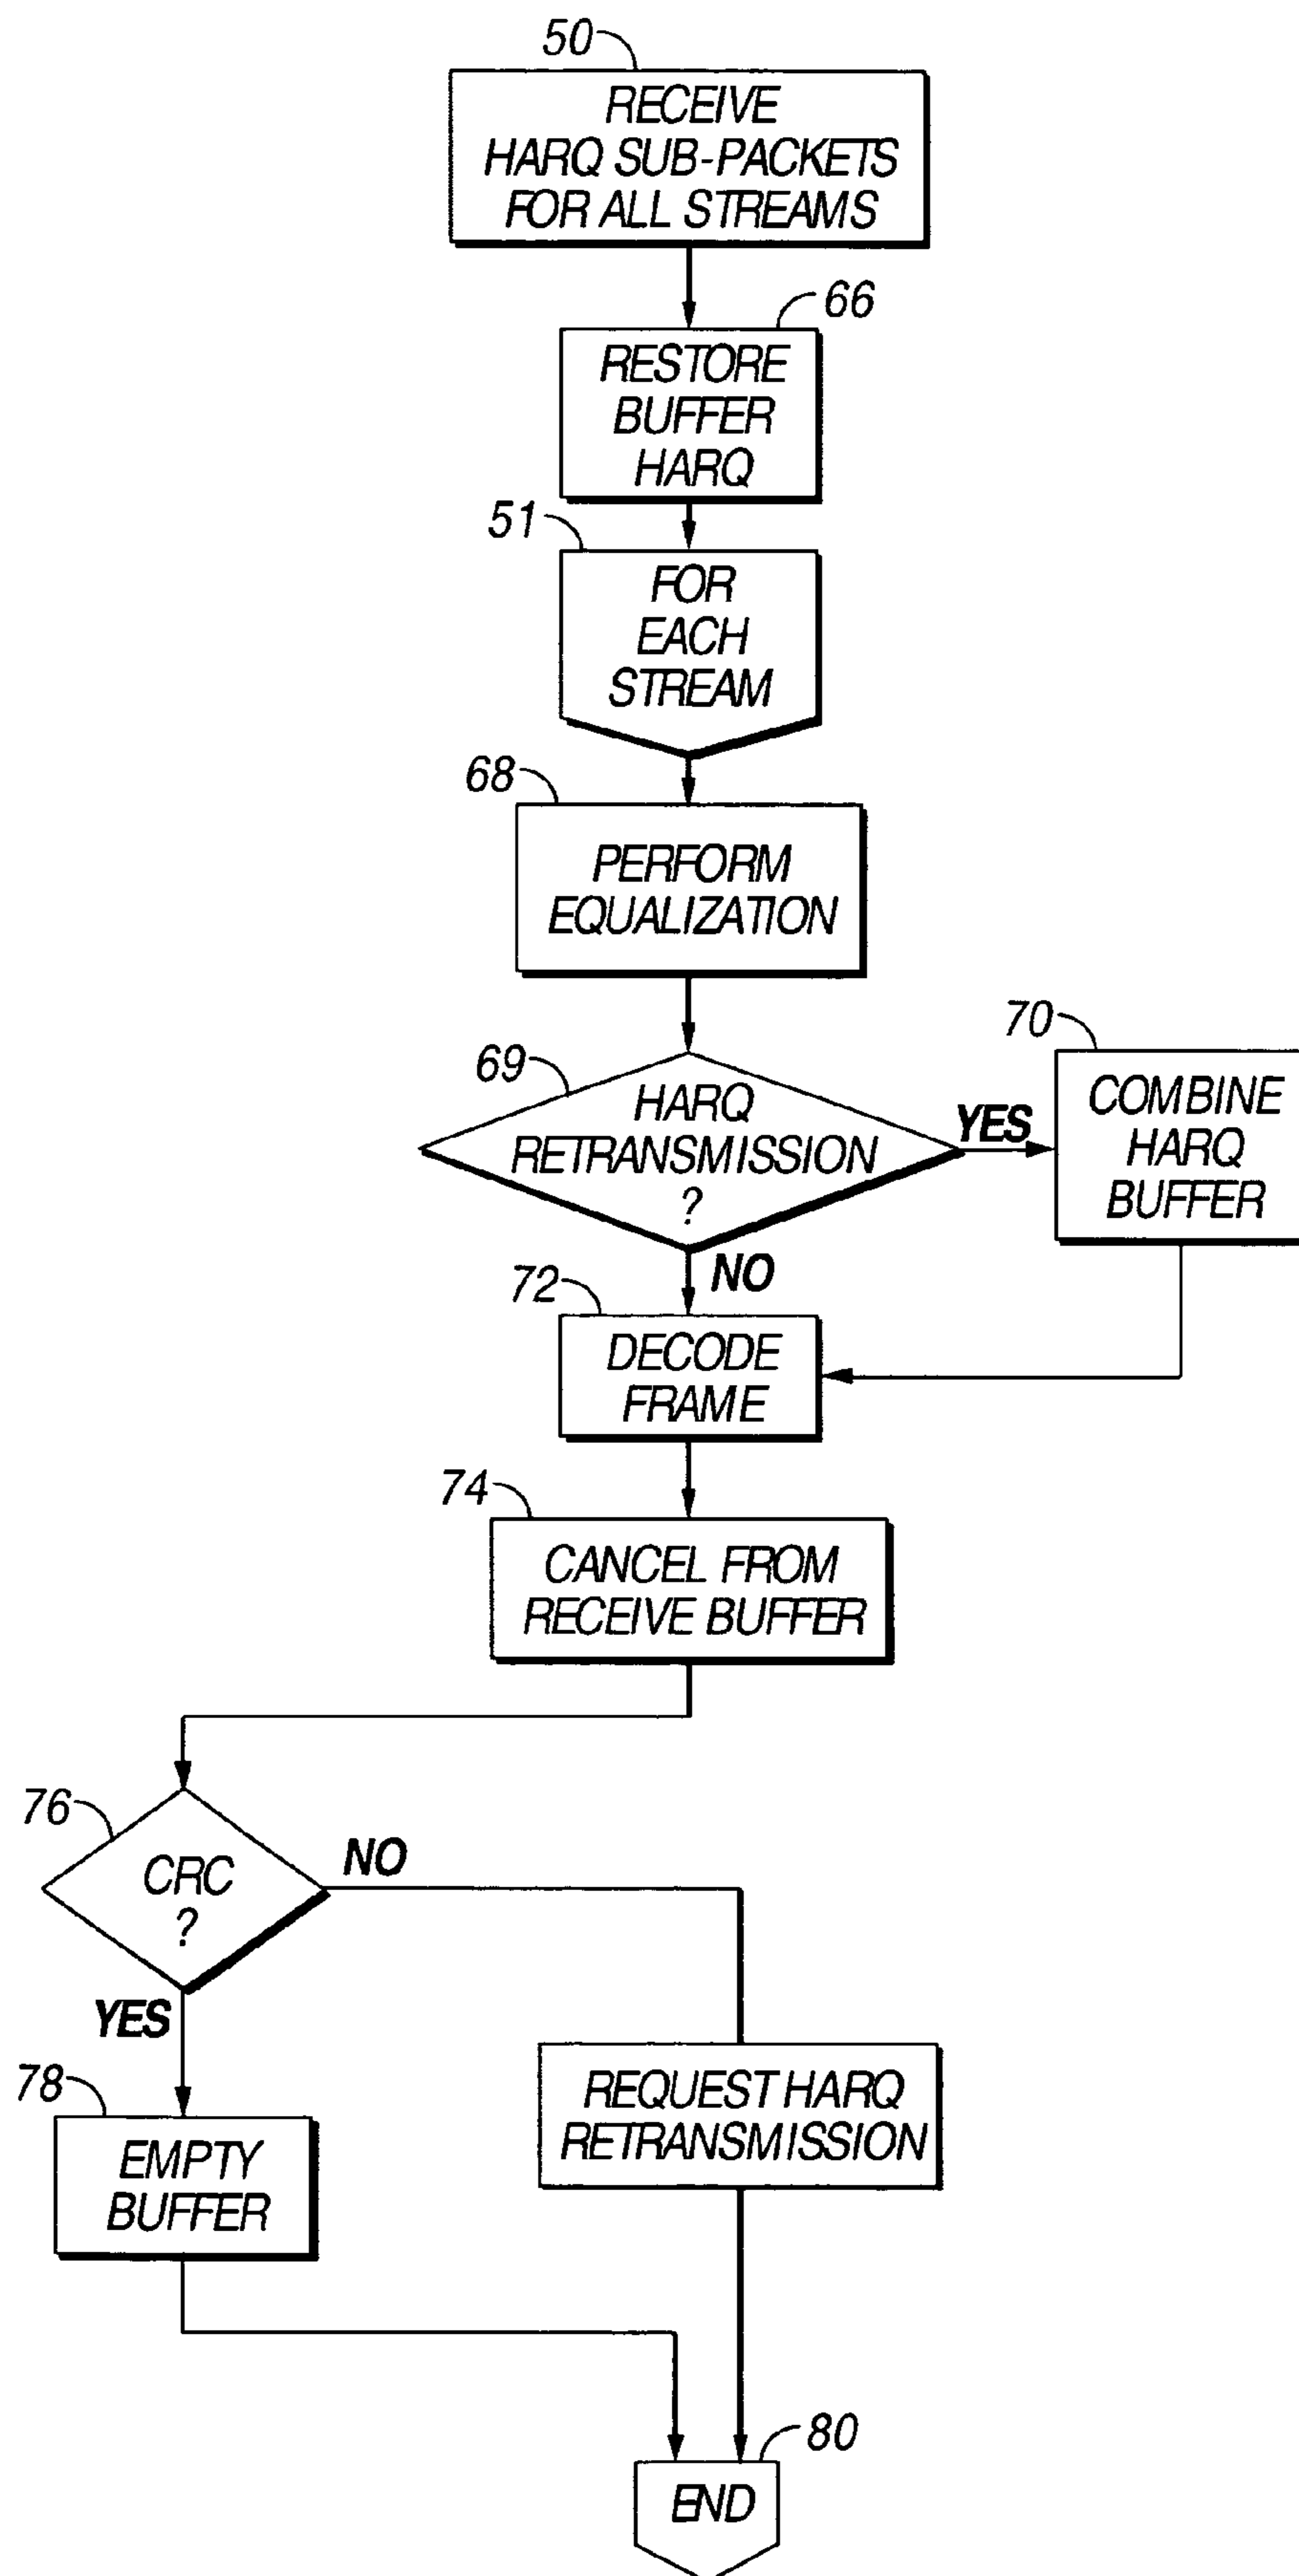 50
RECEIVE
HARQ SUB-PACKETS
FOR ALL STREAMS
66
RESTORE
BUFFER
HARQ
51
FOR
EACH
STREAM
68
PERFORM
EQUALIZATION
69
HARQ
RETRANSMISSION
?
YES
70
COMBINE
HARQ
BUFFER
NO
72
DECODE
FRAME
74
CANCEL FROM
RECEIVE BUFFER
76
CRC
?
NO
YES
78
EMPTY
BUFFER
REQUEST HARQ
RETRANSMISSION
80
END